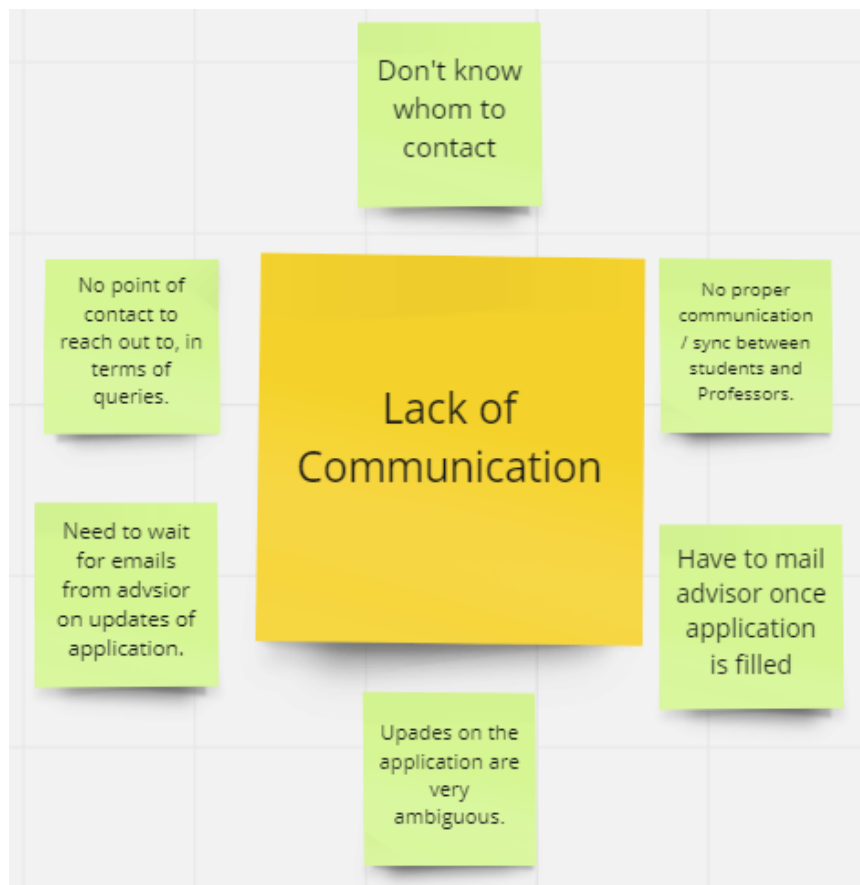 Don't know
whom to
contact
No point of
contact to
reach out to, in
terms of
queries.
Lack of
Communication
No proper
communication
/ sync between
students and
Professors.
Need to wait
for emails
from advsior
on updates of
application.
Have to mail
advisor once
application
is filled
Upades on the
application are
very
ambiguous.